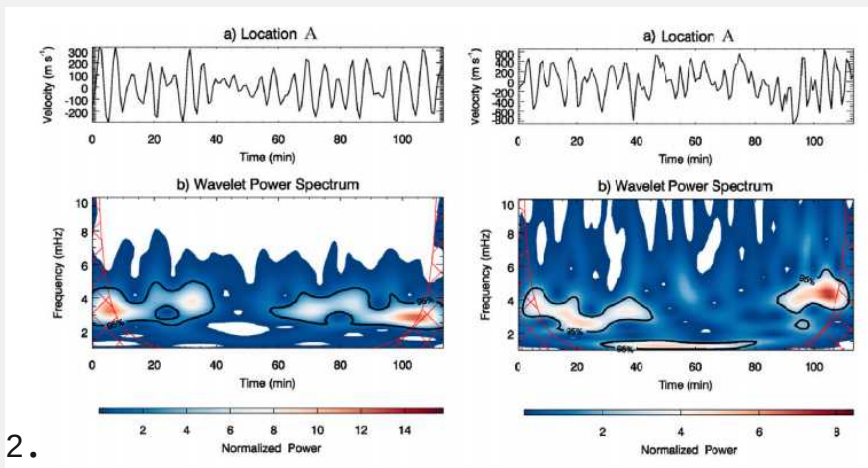 a) Location A
Velocity (m s⁻¹)
300
200
100
0
-100
-200
0 20 40 60 80 100
Time (min)
b) Wavelet Power Spectrum
Frequency (mHz)
10
8
6
4
2
95%
95%
0 20 40 60 80 100
Time (min)
2 4 6 8 10 12 14
Normalized Power
a) Location A
Velocity (m s⁻¹)
600
400
200
0
-200
-400
-600
-800
0 20 40 60 80 100
Time (min)
b) Wavelet Power Spectrum
Frequency (mHz)
10
8
6
4
2
95%
95%
95%
0 20 40 60 80 100
Time (min)
2 4 6 8
Normalized Power
2.